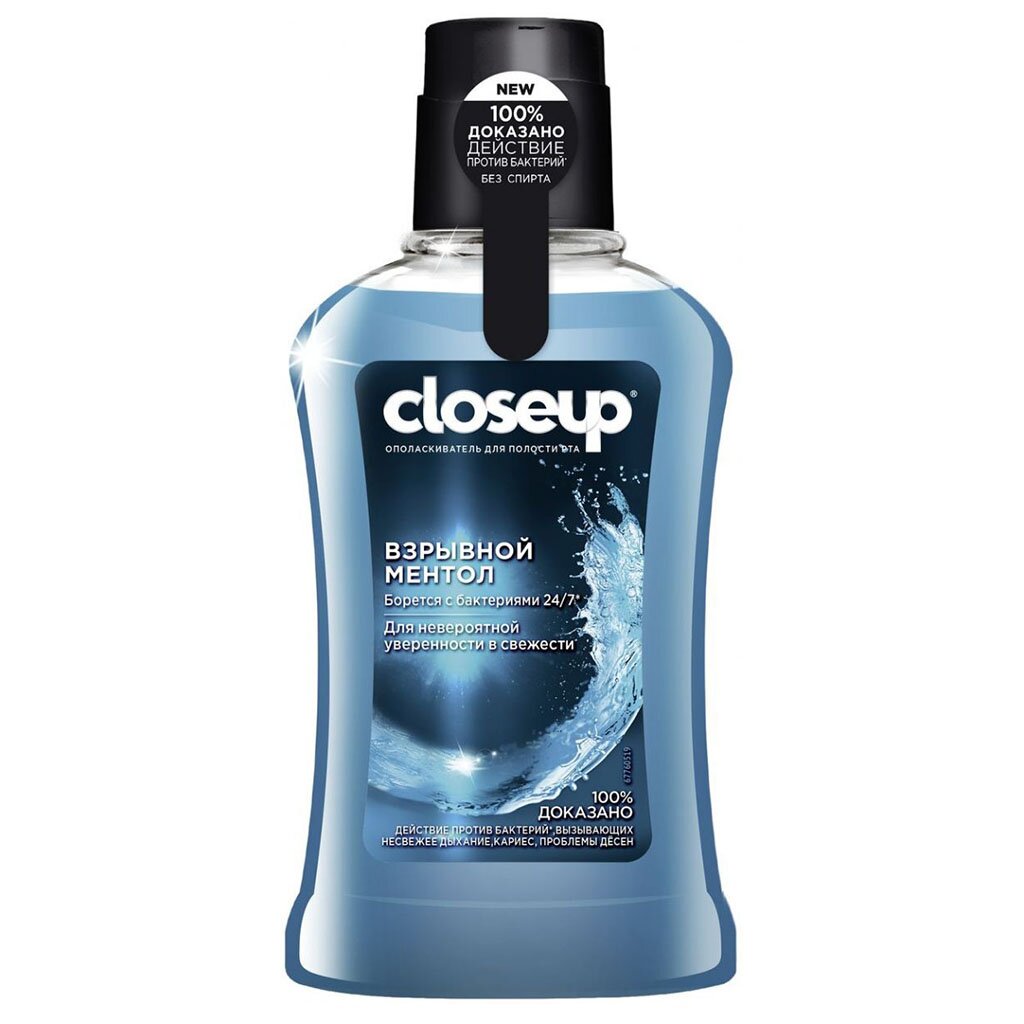 NEW
100%
ДОКАЗАНО
ДЕЙСТВИЕ
ПРОТИВ БАКТЕРИЙ*
БЕЗ СПИРТА
closeup®
ОПОЛАСКИВАТЕЛЬ ДЛЯ ПОЛОСТИ РТА
ВЗРЫВНОЙ
МЕНТОЛ
Борется с бактериями 24/7*
Для невероятной
уверенности в свежести
67760519
100%
ДОКАЗАНО
ДЕЙСТВИЕ ПРОТИВ БАКТЕРИЙ*,ВЫЗЫВАЮЩИХ
НЕСВЕЖЕЕ ДЫХАНИЕ,КАРИЕС, ПРОБЛЕМЫ ДЁСЕН